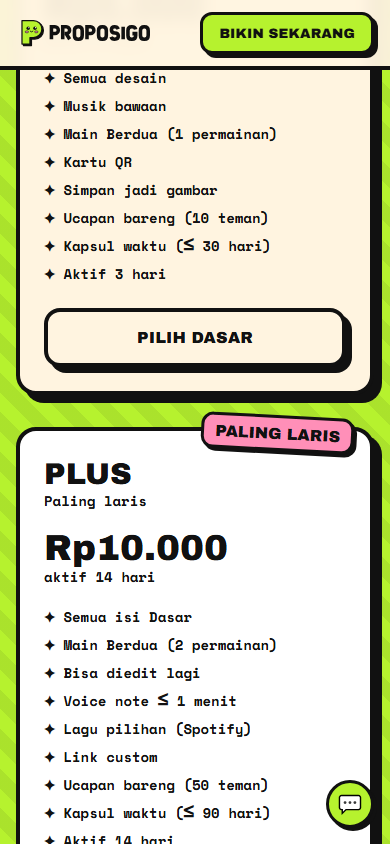 PROPOSIGO
BIKIN SEKARANG
✦ Semua desain
✦ Musik bawaan
✦ Main Berdua (1 permainan)
✦ Kartu QR
✦ Simpan jadi gambar
✦ Ucapan bareng (10 teman)
✦ Kapsul waktu (≤ 30 hari)
✦ Aktif 3 hari
PILIH DASAR
PALING LARIS
PLUS
Paling laris
Rp10.000
aktif 14 hari
✦ Semua isi Dasar
✦ Main Berdua (2 permainan)
✦ Bisa diedit lagi
✦ Voice note ≤ 1 menit
✦ Lagu pilihan (Spotify)
✦ Link custom
✦ Ucapan bareng (50 teman)
✦ Kapsul waktu (≤ 90 hari)
✦ Aktif 14 hari